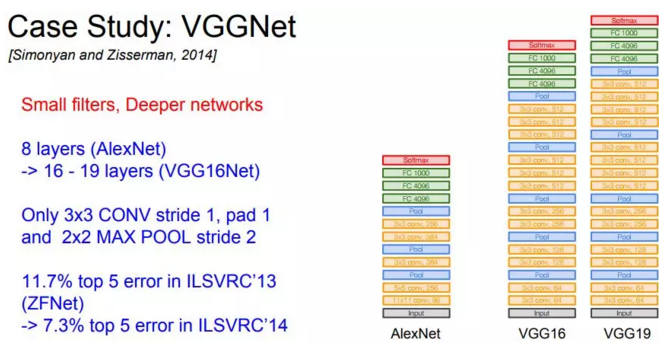 Case Study: VGGNet
[Simonyan and Zisserman, 2014]
Small filters, Deeper networks
8 layers (AlexNet)
-> 16 - 19 layers (VGG16Net)
Only 3x3 CONV stride 1, pad 1
and 2x2 MAX POOL stride 2
11.7% top 5 error in ILSVRC'13
(ZFNet)
-> 7.3% top 5 error in ILSVRC'14
Softmax
FC 1000
FC 4096
FC 4096
Pool
3x3 conv, 256
3x3 conv, 384
Pool
3x3 conv, 384
Pool
5x5 conv, 256
11x11 conv, 96
Input
AlexNet
Softmax
FC 1000
FC 4096
FC 4096
Pool
3x3 conv, 512
3x3 conv, 512
3x3 conv, 512
Pool
3x3 conv, 512
3x3 conv, 512
3x3 conv, 512
Pool
3x3 conv, 256
3x3 conv, 256
Pool
3x3 conv, 128
3x3 conv, 128
Pool
3x3 conv, 64
3x3 conv, 64
Input
VGG16
Softmax
FC 1000
FC 4096
FC 4096
Pool
3x3 conv, 512
3x3 conv, 512
3x3 conv, 512
3x3 conv, 512
Pool
3x3 conv, 512
3x3 conv, 512
3x3 conv, 512
3x3 conv, 512
Pool
3x3 conv, 256
3x3 conv, 256
Pool
3x3 conv, 128
3x3 conv, 128
Pool
3x3 conv, 64
3x3 conv, 64
Input
VGG19